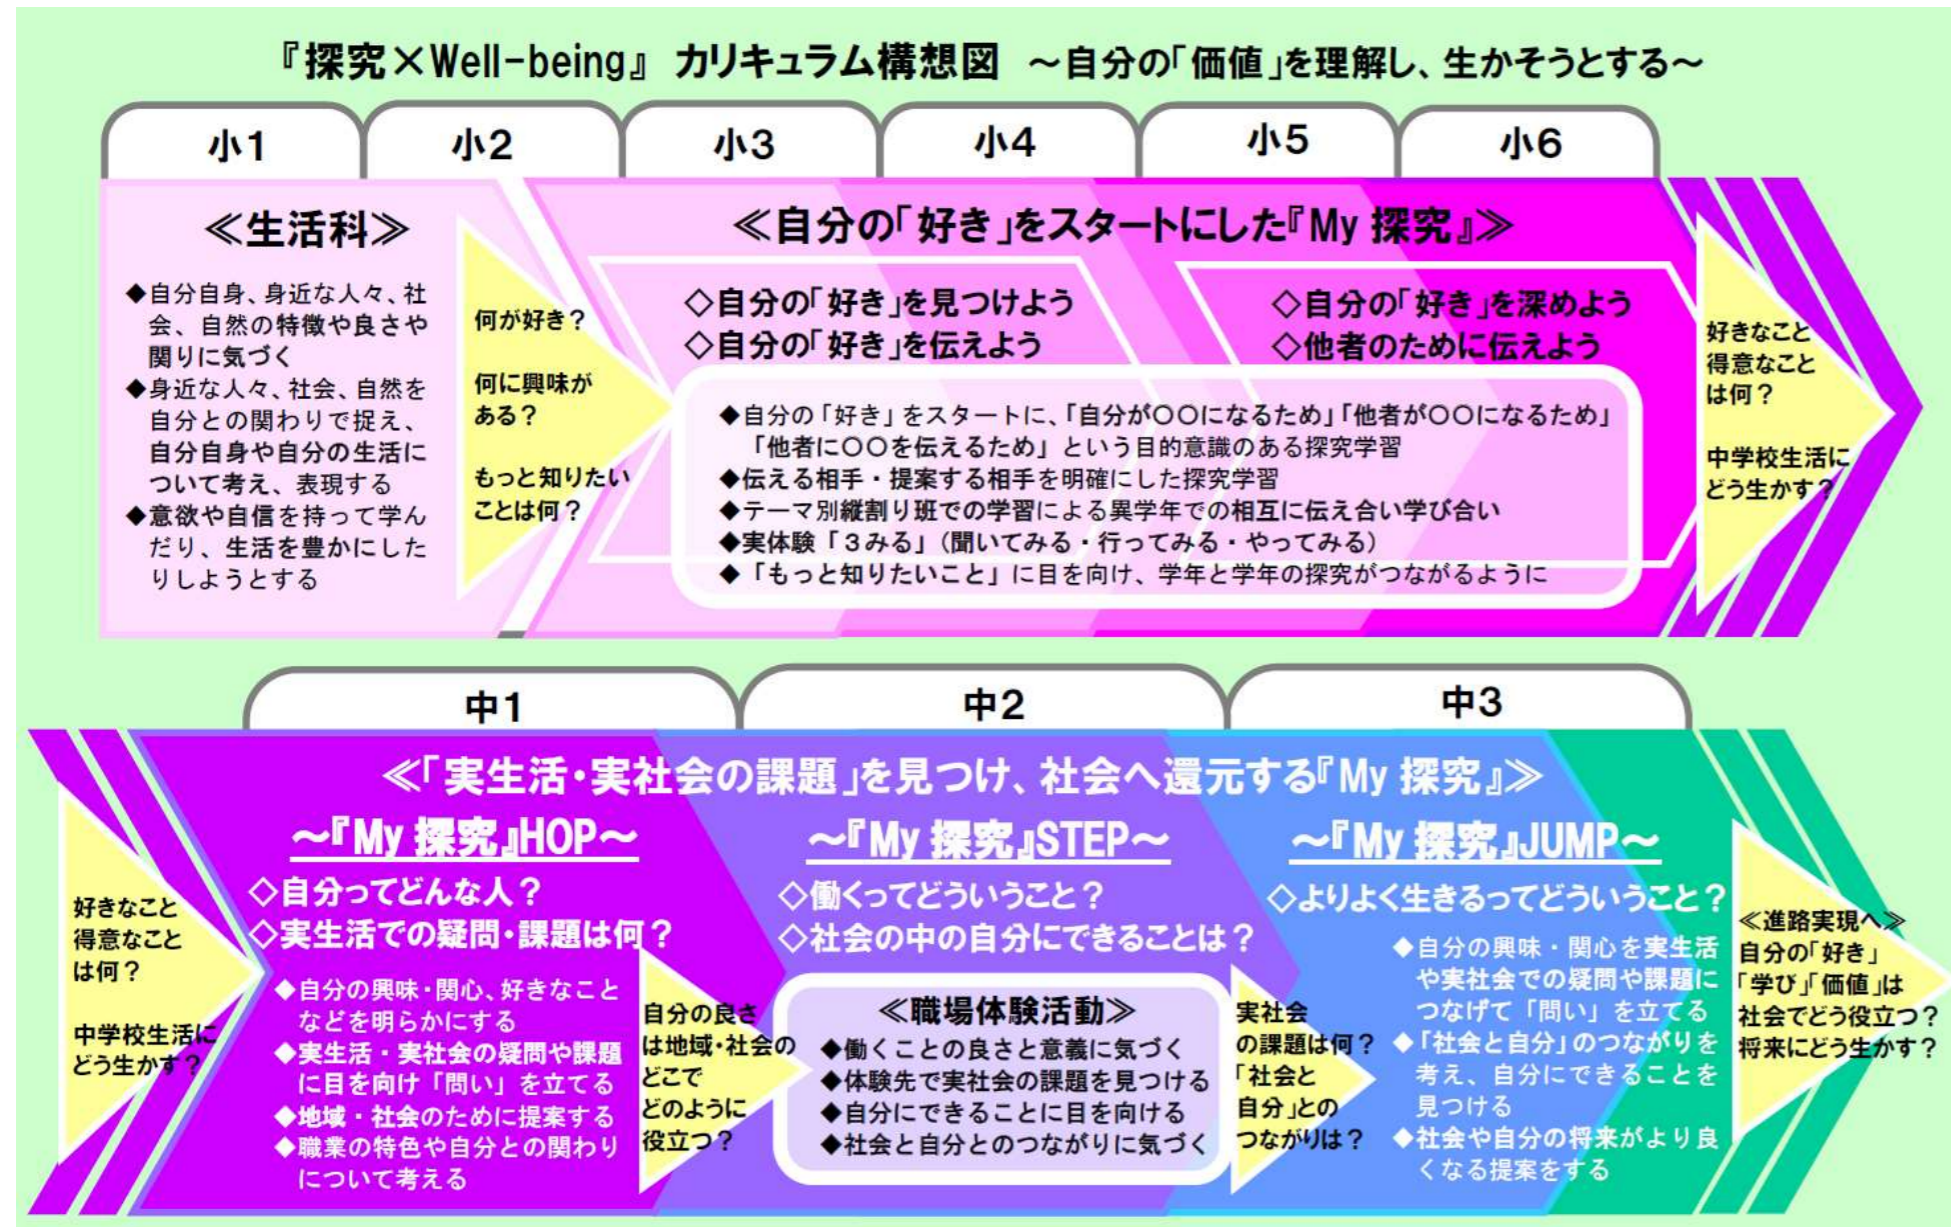 『探究×Well-being』 カリキュラム構想図 ～自分の「価値」を理解し、生かそうとする～
小1
小2
小3
小4
小5
小6
≪生活科≫
◆自分自身、身近な人々、社
会、自然の特徴や良さや
関りに気づく
◆身近な人々、社会、自然を
自分との関わりで捉え、
自分自身や自分の生活に
ついて考え、表現する
◆意欲や自信を持って学ん
だり、生活を豊かにした
りしようとする
何が好き？
何に興味が
ある？
もっと知りたい
ことは何？
≪自分の「好き」をスタートにした『My 探究』≫
◇自分の「好き」を見つけよう
◇自分の「好き」を伝えよう
◇自分の「好き」を深めよう
◇他者のために伝えよう
◆自分の「好き」をスタートに、「自分が〇〇になるため」「他者が〇〇になるため」
「他者に〇〇を伝えるため」という目的意識のある探究学習
◆伝える相手・提案する相手を明確にした探究学習
◆テーマ別縦割り班での学習による異学年での相互に伝え合い学び合い
◆実体験「３みる」（聞いてみる・行ってみる・やってみる）
◆「もっと知りたいこと」に目を向け、学年と学年の探究がつながるように
好きなこと
得意なこと
は何？
中学校生活に
どう生かす？
中1
中2
中3
≪「実生活・実社会の課題」を見つけ、社会へ還元する『My 探究』≫
好きなこと
得意なこと
は何？
中学校生活に
どう生かす？
～『My 探究』HOP～
◇自分ってどんな人？
◇実生活での疑問・課題は何？
◆自分の興味・関心、好きなこと
などを明らかにする
◆実生活・実社会の疑問や課題
に目を向け「問い」を立てる
◆地域・社会のために提案する
◆職業の特色や自分との関わり
について考える
自分の良さ
は地域・社会の
どこで
どのように
役立つ？
～『My 探究』STEP～
◇働くってどういうこと？
◇社会の中の自分にできることは？
≪職場体験活動≫
◆働くことの良さと意義に気づく
◆体験先で実社会の課題を見つける
◆自分にできることに目を向ける
◆社会と自分とのつながりに気づく
実社会
の課題は何？
「社会と
自分」との
つながりは？
～『My 探究』JUMP～
◇よりよく生きるってどういうこと？
◆自分の興味・関心を実生活
や実社会での疑問や課題に
つなげて「問い」を立てる
◆「社会と自分」のつながりを
考え、自分にできることを
見つける
◆社会や自分の将来がより良
くなる提案をする
≪進路実現へ≫
自分の「好き」
「学び」「価値」は
社会でどう役立つ？
将来にどう生かす？